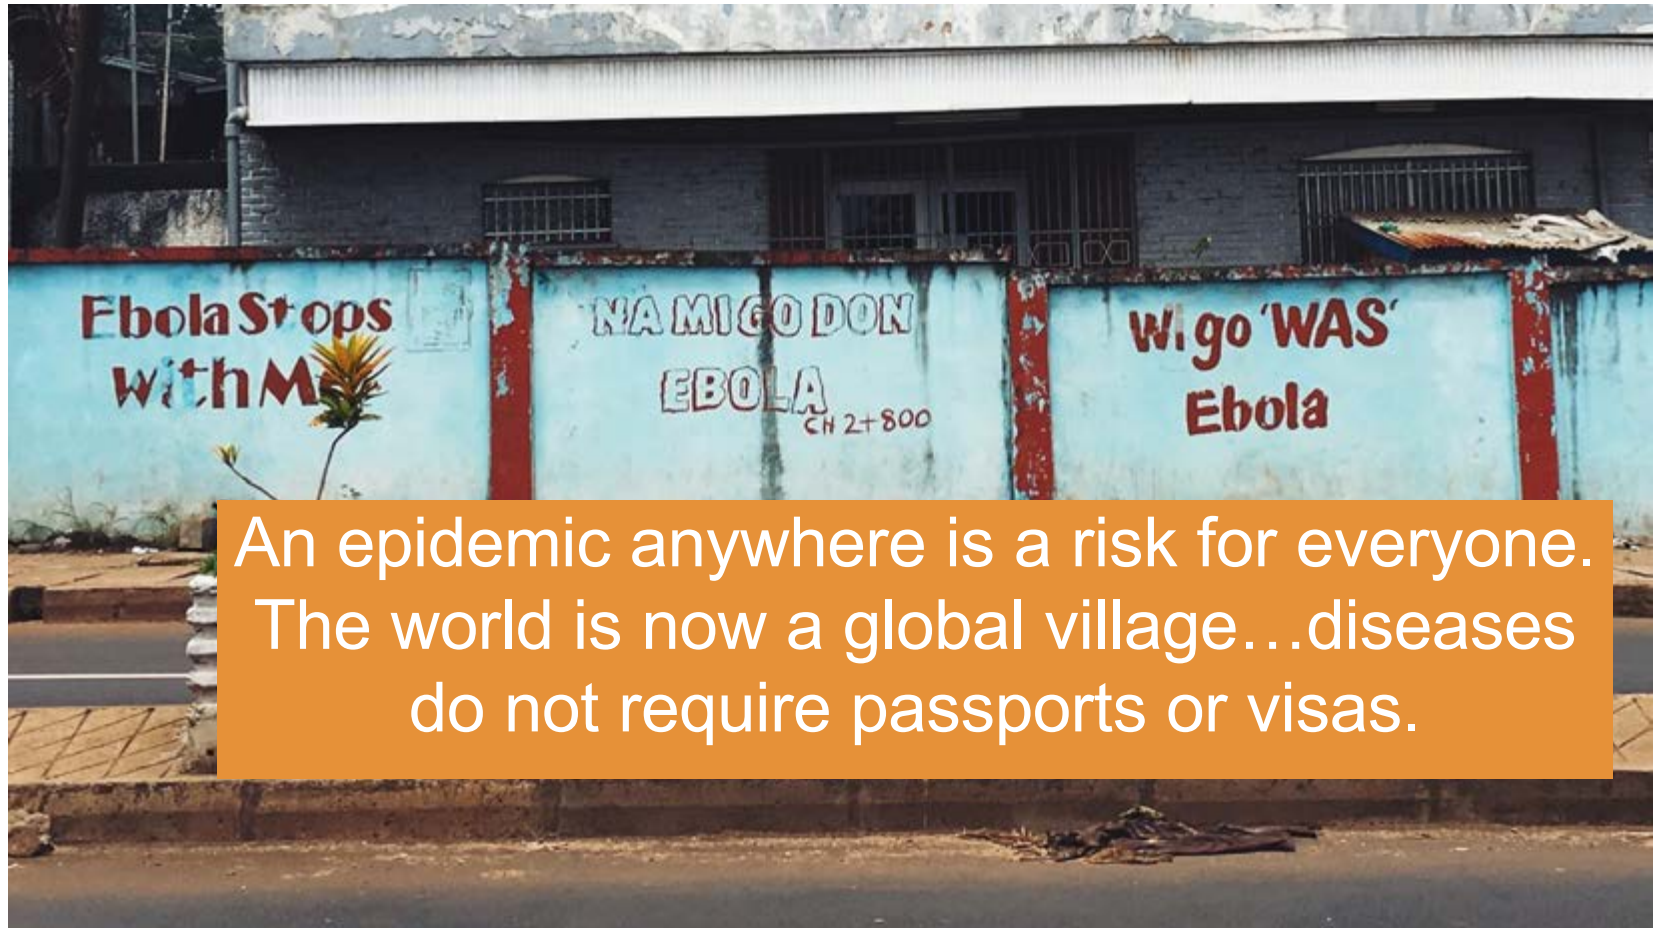 Ebola Stops
with M
NA MI GO DON
EBOLA
CH 2+800
Wi go 'WAS'
Ebola
An epidemic anywhere is a risk for everyone.
The world is now a global village…diseases
do not require passports or visas.